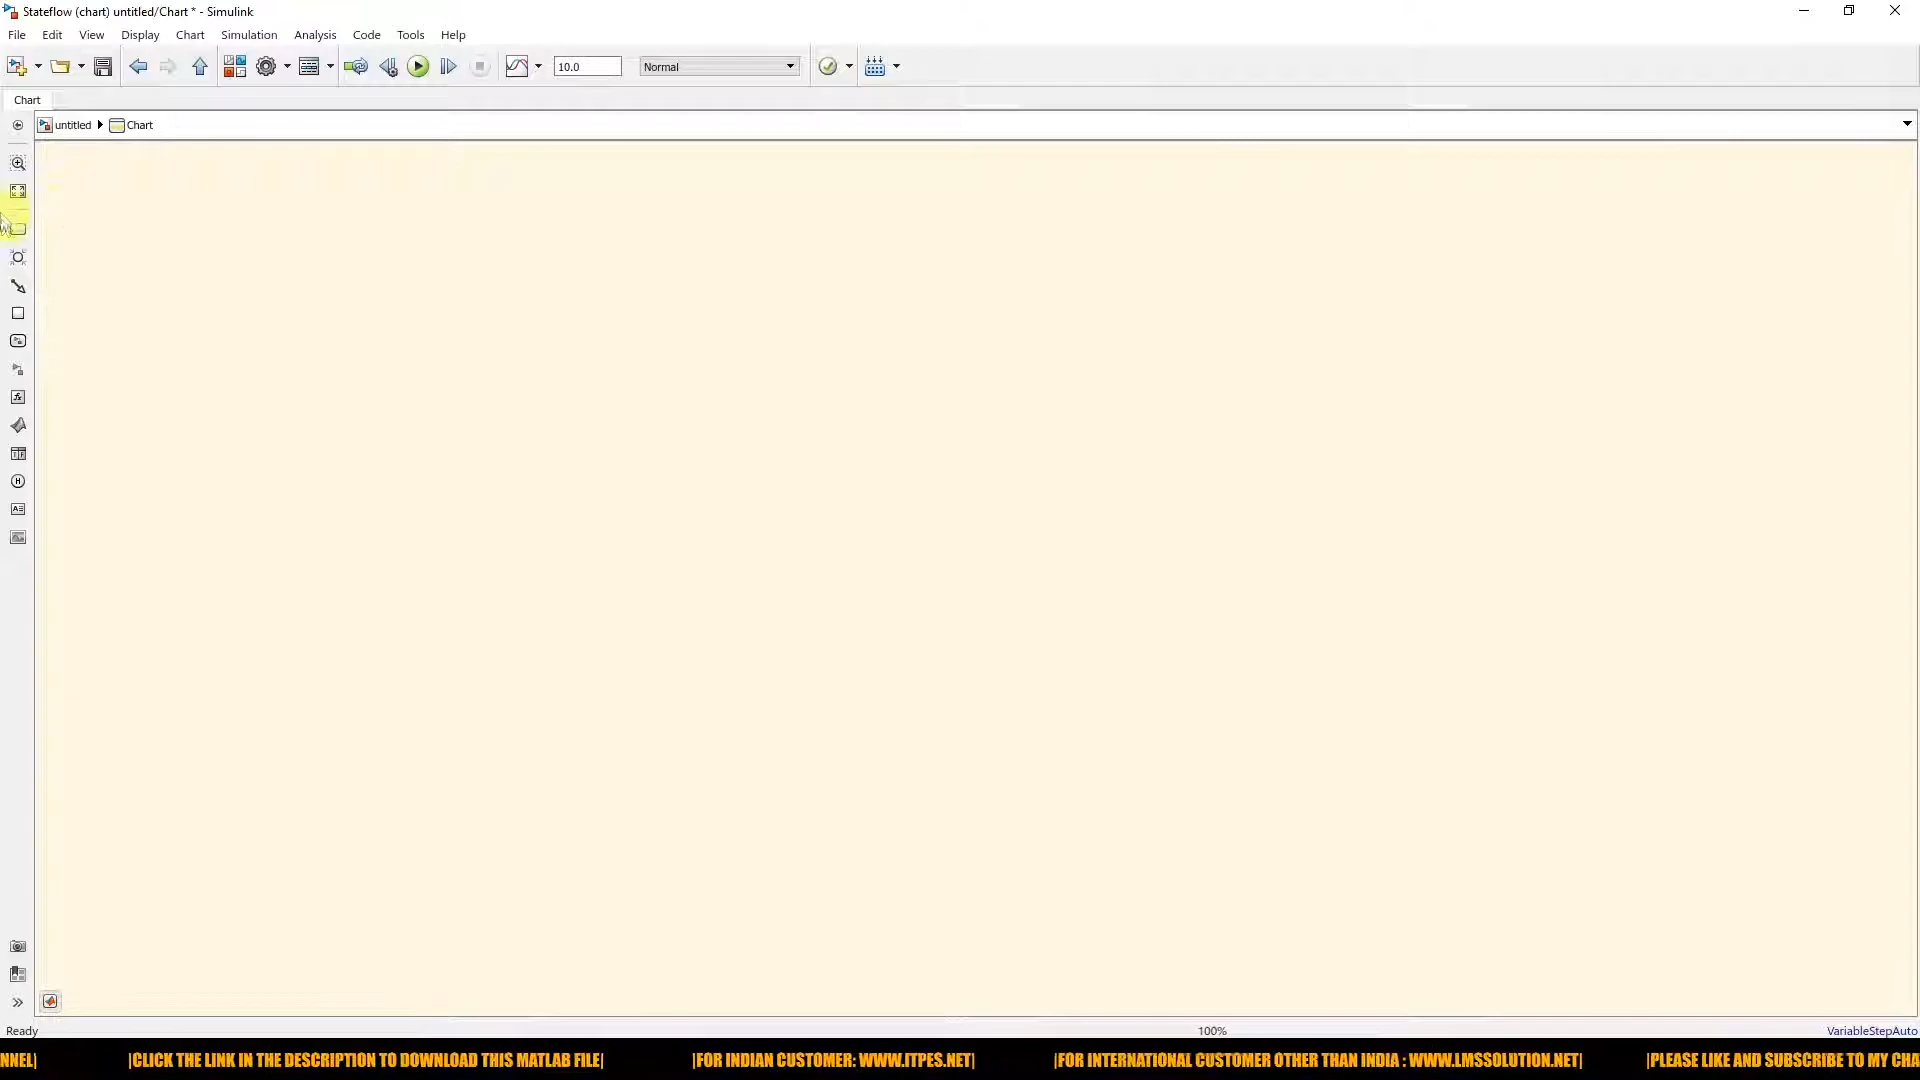 Stateflow (chart) untitled/Chart * - Simulink
File Edit View Display Chart Simulation Analysis Code Tools Help
10.0 Normal
Chart
untitled Chart
Ready 100% VariableStepAuto
NNEL| |CLICK THE LINK IN THE DESCRIPTION TO DOWNLOAD THIS MATLAB FILE| |FOR INDIAN CUSTOMER: WWW.ITPES.NET| |FOR INTERNATIONAL CUSTOMER OTHER THAN INDIA : WWW.LMSSOLUTION.NET| |PLEASE LIKE AND SUBSCRIBE TO MY CHA